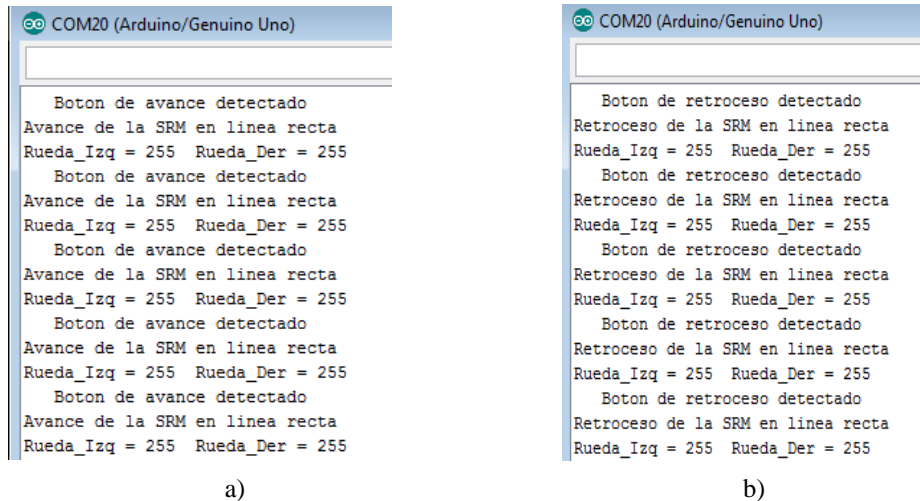 COM20 (Arduino/Genuino Uno)
Boton de avance detectado
Avance de la SRM en linea recta
Rueda_Izq = 255  Rueda_Der = 255
Boton de avance detectado
Avance de la SRM en linea recta
Rueda_Izq = 255  Rueda_Der = 255
Boton de avance detectado
Avance de la SRM en linea recta
Rueda_Izq = 255  Rueda_Der = 255
Boton de avance detectado
Avance de la SRM en linea recta
Rueda_Izq = 255  Rueda_Der = 255
Boton de avance detectado
Avance de la SRM en linea recta
Rueda_Izq = 255  Rueda_Der = 255
a)
COM20 (Arduino/Genuino Uno)
Boton de retroceso detectado
Retroceso de la SRM en linea recta
Rueda_Izq = 255  Rueda_Der = 255
Boton de retroceso detectado
Retroceso de la SRM en linea recta
Rueda_Izq = 255  Rueda_Der = 255
Boton de retroceso detectado
Retroceso de la SRM en linea recta
Rueda_Izq = 255  Rueda_Der = 255
Boton de retroceso detectado
Retroceso de la SRM en linea recta
Rueda_Izq = 255  Rueda_Der = 255
Boton de retroceso detectado
Retroceso de la SRM en linea recta
Rueda_Izq = 255  Rueda_Der = 255
b)